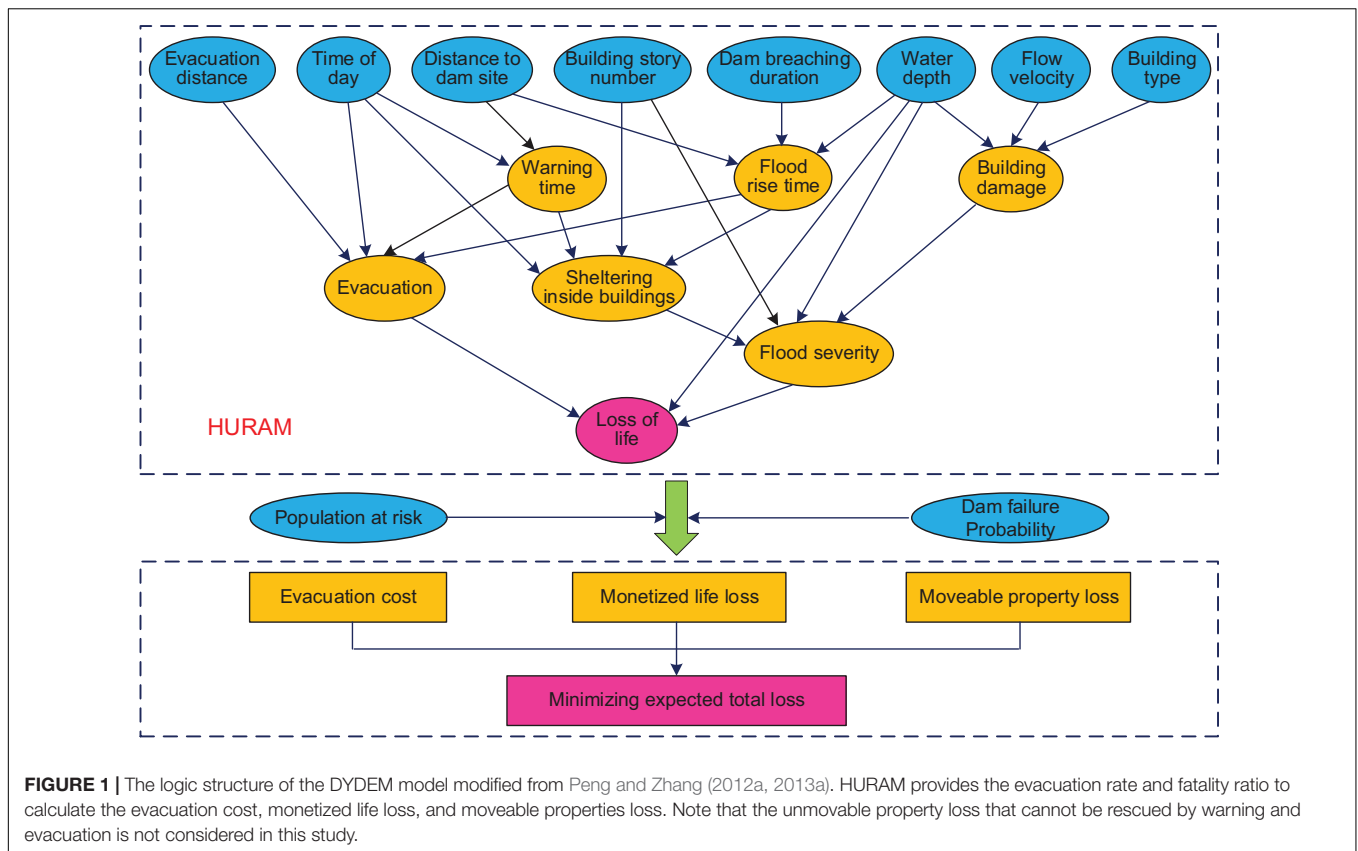 Evacuation
distance
Time of
day
Distance to
dam site
Building story
number
Dam breaching
duration
Water
depth
Flow
velocity
Building
type
Warning
time
Flood
rise time
Building
damage
Evacuation
Sheltering
inside buildings
Flood severity
Loss of
life
HURAM
Population at risk
Dam failure
Probability
Evacuation cost
Monetized life loss
Moveable property loss
Minimizing expected total loss
FIGURE 1 | The logic structure of the DYDEM model modified from Peng and Zhang (2012a, 2013a). HURAM provides the evacuation rate and fatality ratio to
calculate the evacuation cost, monetized life loss, and moveable properties loss. Note that the unmovable property loss that cannot be rescued by warning and
evacuation is not considered in this study.